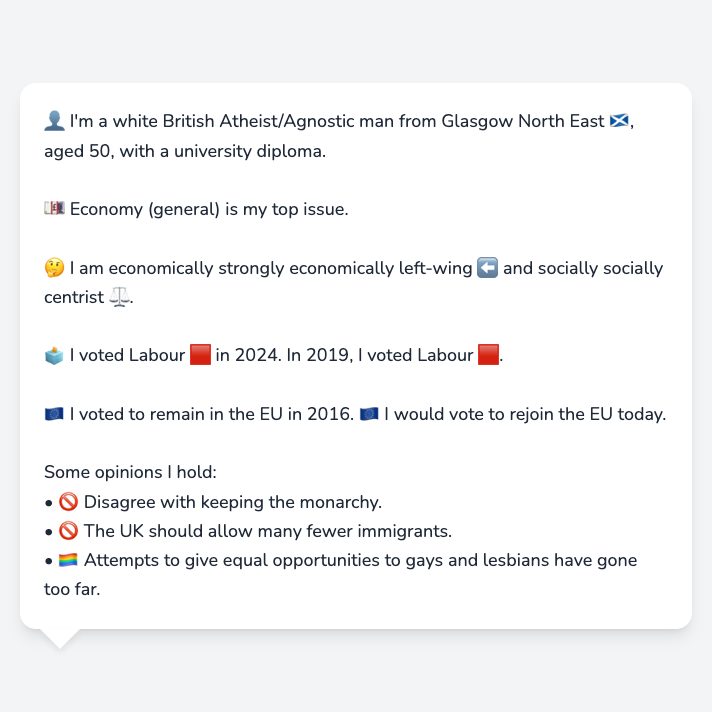 👤 I'm a white British Atheist/Agnostic man from Glasgow North East 🏴󠁧󠁢󠁳󠁣󠁴󠁿,
aged 50, with a university diploma.
💷 Economy (general) is my top issue.
🤔 I am economically strongly economically left-wing ⬅️ and socially socially
centrist ⚖️.
🗳️ I voted Labour 🟥 in 2024. In 2019, I voted Labour 🟥.
🇪🇺 I voted to remain in the EU in 2016. 🇪🇺 I would vote to rejoin the EU today.
Some opinions I hold:
• 🚫 Disagree with keeping the monarchy.
• 🚫 The UK should allow many fewer immigrants.
• 🏳️‍🌈 Attempts to give equal opportunities to gays and lesbians have gone
too far.